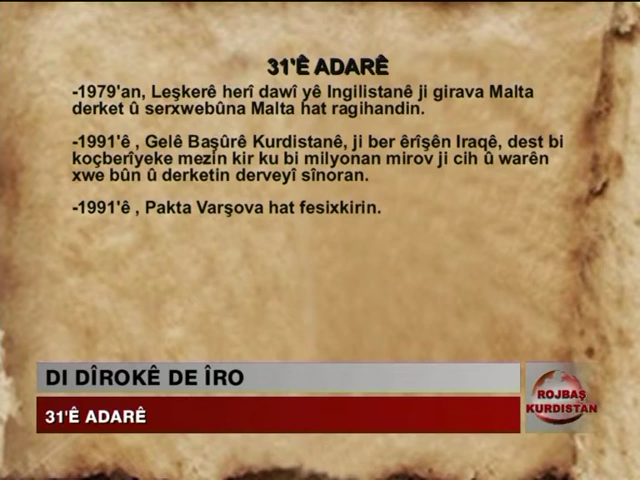 31'Ê ADARÊ
-1979'an, Leşkerê herî dawî yê Ingilistanê ji girava Malta
derket û serxwebûna Malta hat ragihandin.
-1991'ê , Gelê Başûrê Kurdistanê, ji ber êrîşên Iraqê, dest bi
koçberîyeke mezin kir ku bi milyonan mirov ji cih û warên
xwe bûn û derketin derveyî sînoran.
-1991'ê , Pakta Varşova hat fesixkirin.
DI DÎROKÊ DE ÎRO
31'Ê ADARÊ
ROJBAŞ
KURDISTAN